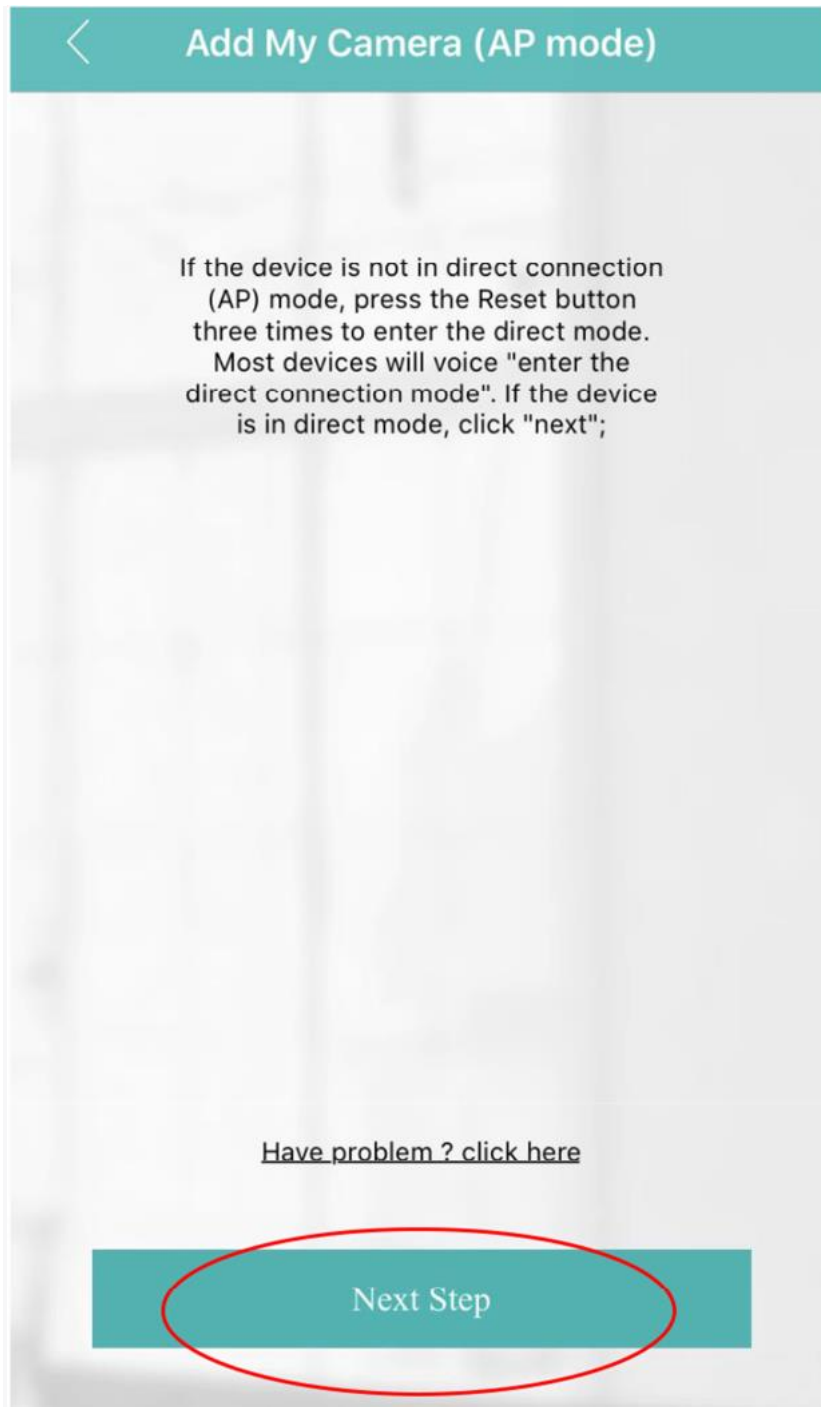 Add My Camera (AP mode)
If the device is not in direct connection
(AP) mode, press the Reset button
three times to enter the direct mode.
Most devices will voice "enter the
direct connection mode". If the device
is in direct mode, click "next";
Have problem ? click here
Next Step